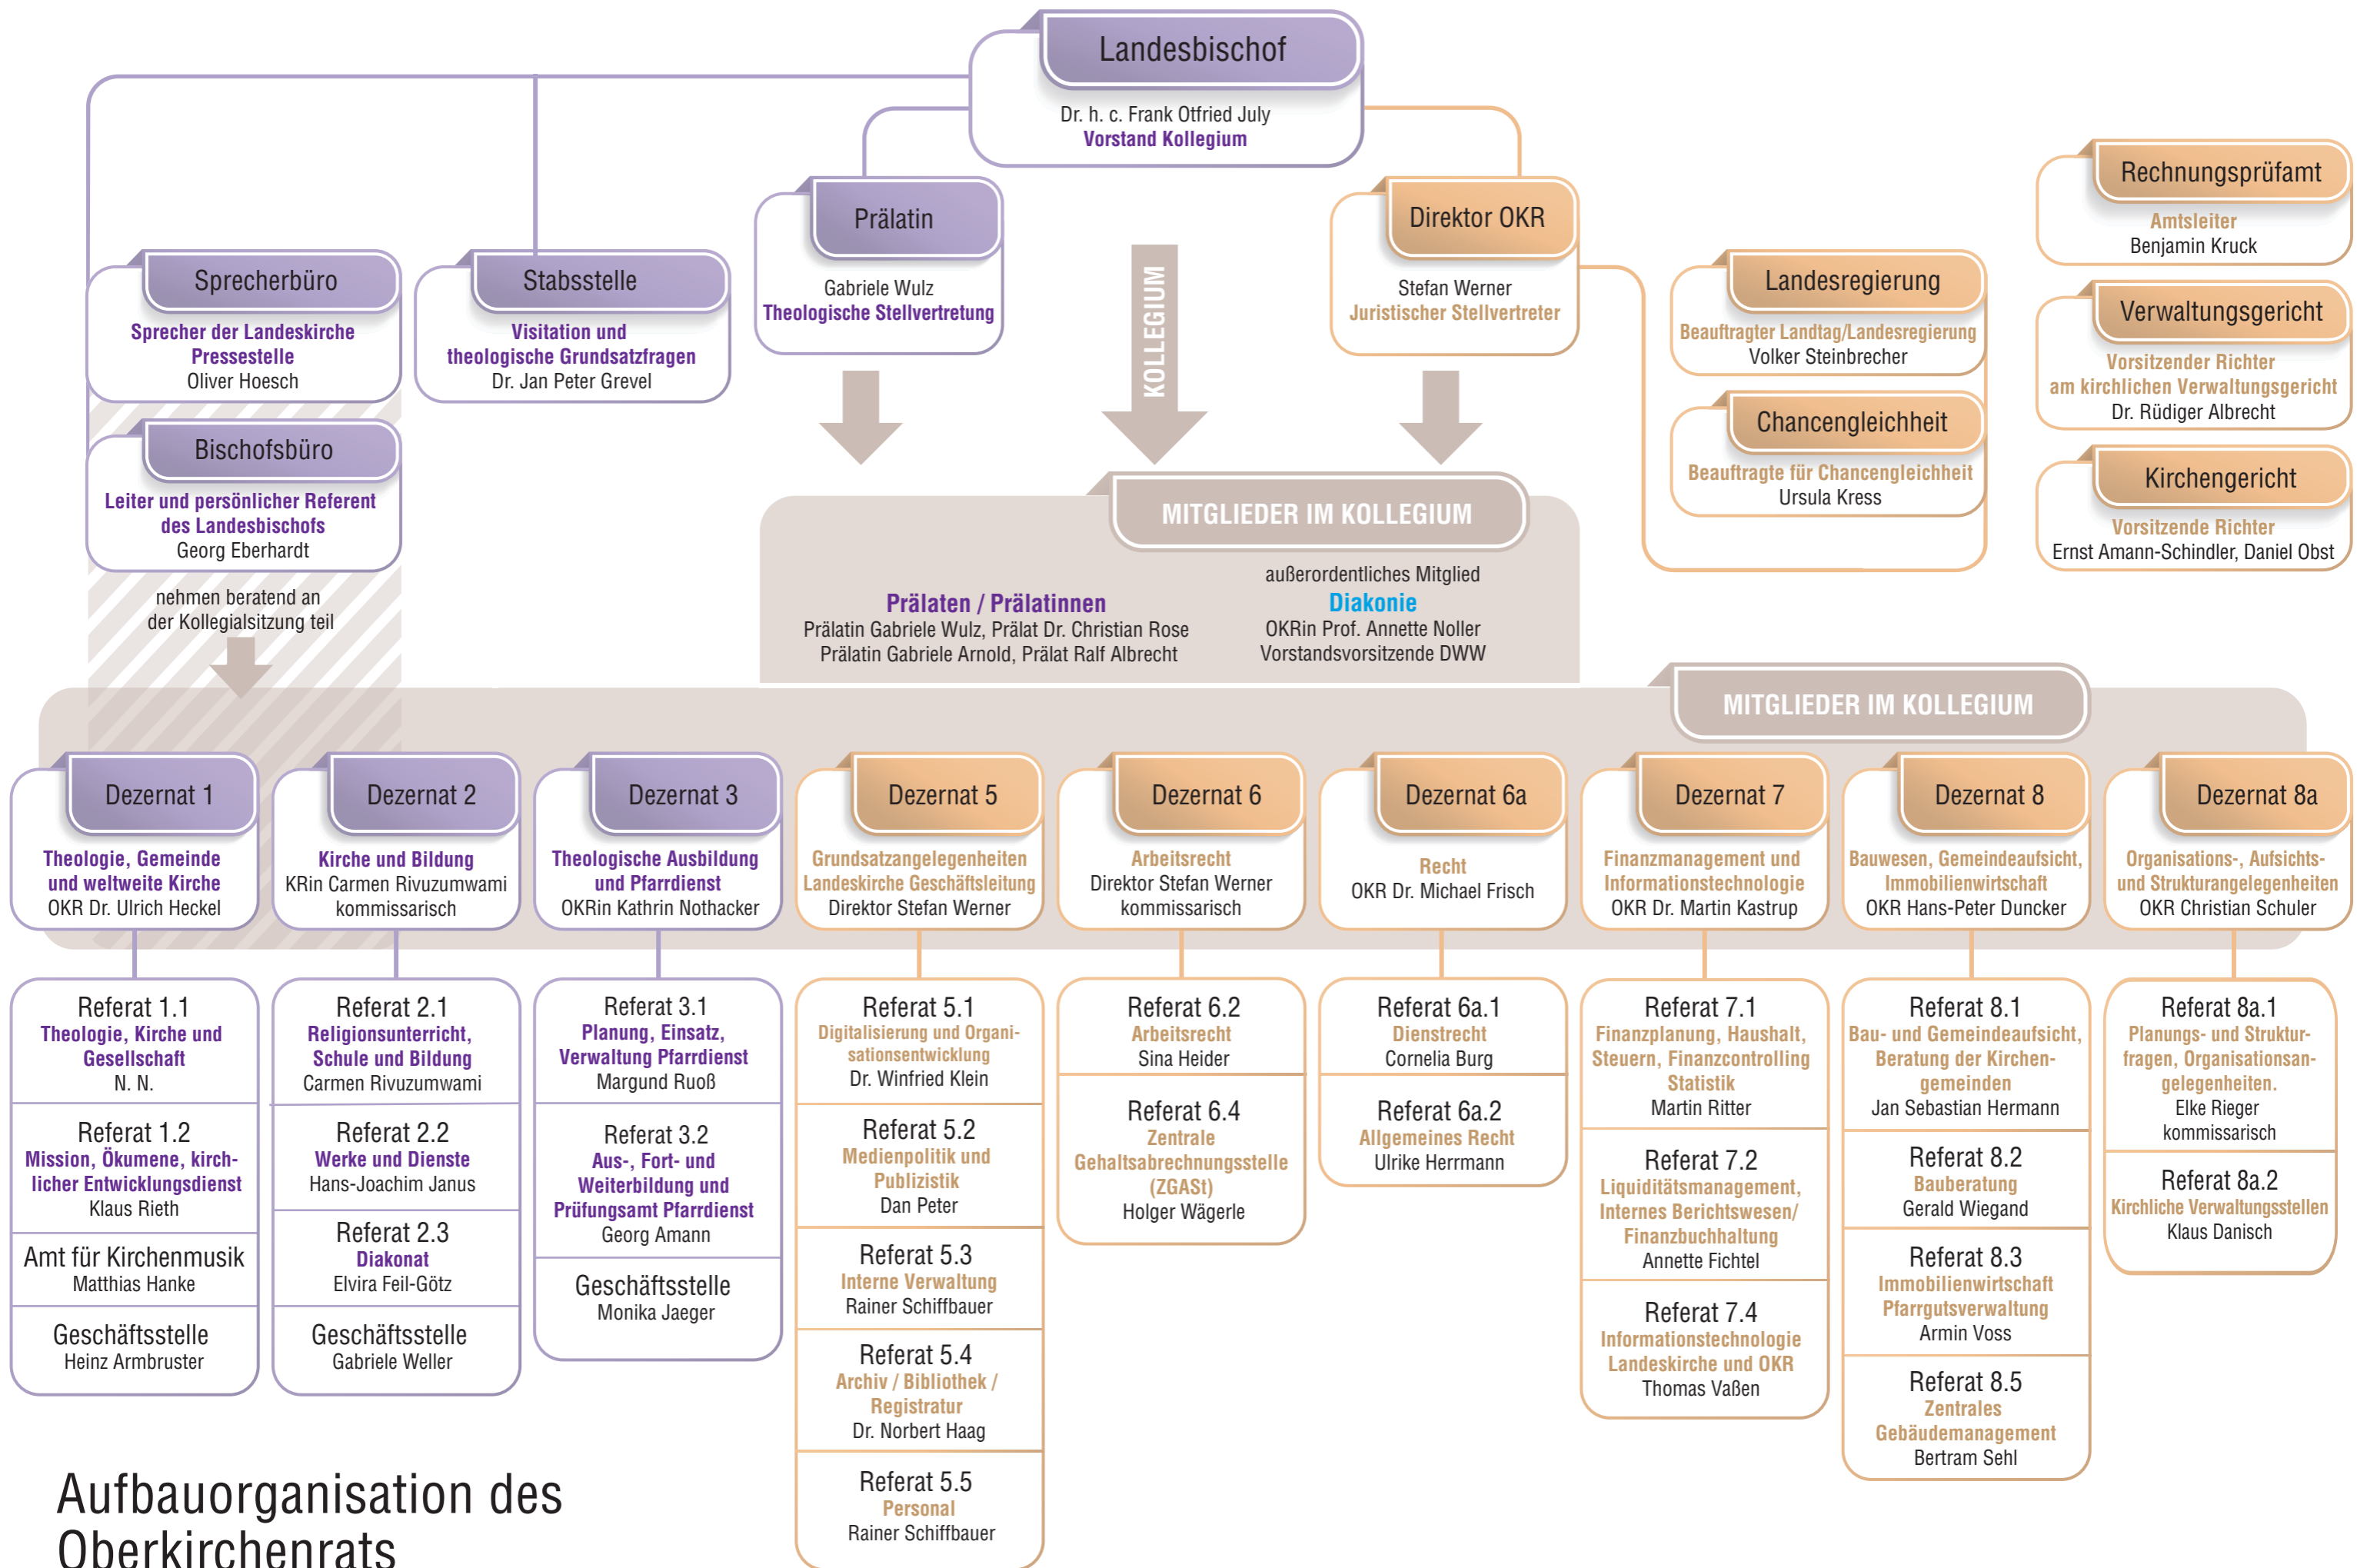 Landesbischof
Dr. h. c. Frank Otfried July
Vorstand Kollegium
Prälatin
Gabriele Wulz
Theologische Stellvertretung
Direktor OKR
Stefan Werner
Juristischer Stellvertreter
Sprecherbüro
Sprecher der Landeskirche
Pressestelle
Oliver Hoesch
Stabsstelle
Visitation und
theologische Grundsatzfragen
Dr. Jan Peter Grevel
Bischofsbüro
Leiter und persönlicher Referent
des Landesbischofs
Georg Eberhardt
nehmen beratend an
der Kollegialsitzung teil
KOLLEGIUM
Landesregierung
Beauftragter Landtag/Landesregierung
Volker Steinbrecher
Chancengleichheit
Beauftragte für Chancengleichheit
Ursula Kress
Rechnungsprüfamt
Amtsleiter
Benjamin Kruck
Verwaltungsgericht
Vorsitzender Richter
am kirchlichen Verwaltungsgericht
Dr. Rüdiger Albrecht
Kirchengericht
Vorsitzende Richter
Ernst Amann-Schindler, Daniel Obst
MITGLIEDER IM KOLLEGIUM
Prälaten / Prälatinnen
Prälatin Gabriele Wulz, Prälat Dr. Christian Rose
Prälatin Gabriele Arnold, Prälat Ralf Albrecht
außerordentliches Mitglied
Diakonie
OKRin Prof. Annette Noller
Vorstandsvorsitzende DWW
MITGLIEDER IM KOLLEGIUM
Dezernat 1
Theologie, Gemeinde
und weltweite Kirche
OKR Dr. Ulrich Heckel
Referat 1.1
Theologie, Kirche und
Gesellschaft
N. N.
Referat 1.2
Mission, Ökumene, kirch-
licher Entwicklungsdienst
Klaus Rieth
Amt für Kirchenmusik
Matthias Hanke
Geschäftsstelle
Heinz Armbruster
Dezernat 2
Kirche und Bildung
KRin Carmen Rivuzumwami
kommissarisch
Referat 2.1
Religionsunterricht,
Schule und Bildung
Carmen Rivuzumwami
Referat 2.2
Werke und Dienste
Hans-Joachim Janus
Referat 2.3
Diakonat
Elvira Feil-Götz
Geschäftsstelle
Gabriele Weller
Dezernat 3
Theologische Ausbildung
und Pfarrdienst
OKRin Kathrin Nothacker
Referat 3.1
Planung, Einsatz,
Verwaltung Pfarrdienst
Margund Ruoß
Referat 3.2
Aus-, Fort- und
Weiterbildung und
Prüfungsamt Pfarrdienst
Georg Amann
Geschäftsstelle
Monika Jaeger
Dezernat 5
Grundsatzangelegenheiten
Landeskirche Geschäftsleitung
Direktor Stefan Werner
Referat 5.1
Digitalisierung und Organi-
sationsentwicklung
Dr. Winfried Klein
Referat 5.2
Medienpolitik und
Publizistik
Dan Peter
Referat 5.3
Interne Verwaltung
Rainer Schiffbauer
Referat 5.4
Archiv / Bibliothek /
Registratur
Dr. Norbert Haag
Referat 5.5
Personal
Rainer Schiffbauer
Dezernat 6
Arbeitsrecht
Direktor Stefan Werner
kommissarisch
Referat 6.2
Arbeitsrecht
Sina Heider
Referat 6.4
Zentrale
Gehaltsabrechnungsstelle
(ZGASt)
Holger Wägerle
Dezernat 6a
Recht
OKR Dr. Michael Frisch
Referat 6a.1
Dienstrecht
Cornelia Burg
Referat 6a.2
Allgemeines Recht
Ulrike Herrmann
Dezernat 7
Finanzmanagement und
Informationstechnologie
OKR Dr. Martin Kastrup
Referat 7.1
Finanzplanung, Haushalt,
Steuern, Finanzcontrolling
Statistik
Martin Ritter
Referat 7.2
Liquiditätsmanagement,
Internes Berichtswesen/
Finanzbuchhaltung
Annette Fichtel
Referat 7.4
Informationstechnologie
Landeskirche und OKR
Thomas Vaßen
Dezernat 8
Bauwesen, Gemeindeaufsicht,
Immobilienwirtschaft
OKR Hans-Peter Duncker
Referat 8.1
Bau- und Gemeindeaufsicht,
Beratung der Kirchen-
gemeinden
Jan Sebastian Hermann
Referat 8.2
Bauberatung
Gerald Wiegand
Referat 8.3
Immobilienwirtschaft
Pfarrgutsverwaltung
Armin Voss
Referat 8.5
Zentrales
Gebäudemanagement
Bertram Sehl
Dezernat 8a
Organisations-, Aufsichts-
und Strukturangelegenheiten
OKR Christian Schuler
Referat 8a.1
Planungs- und Struktur-
fragen, Organisationsan-
gelegenheiten.
Elke Rieger
kommissarisch
Referat 8a.2
Kirchliche Verwaltungsstellen
Klaus Danisch
Aufbauorganisation des
Oberkirchenrats